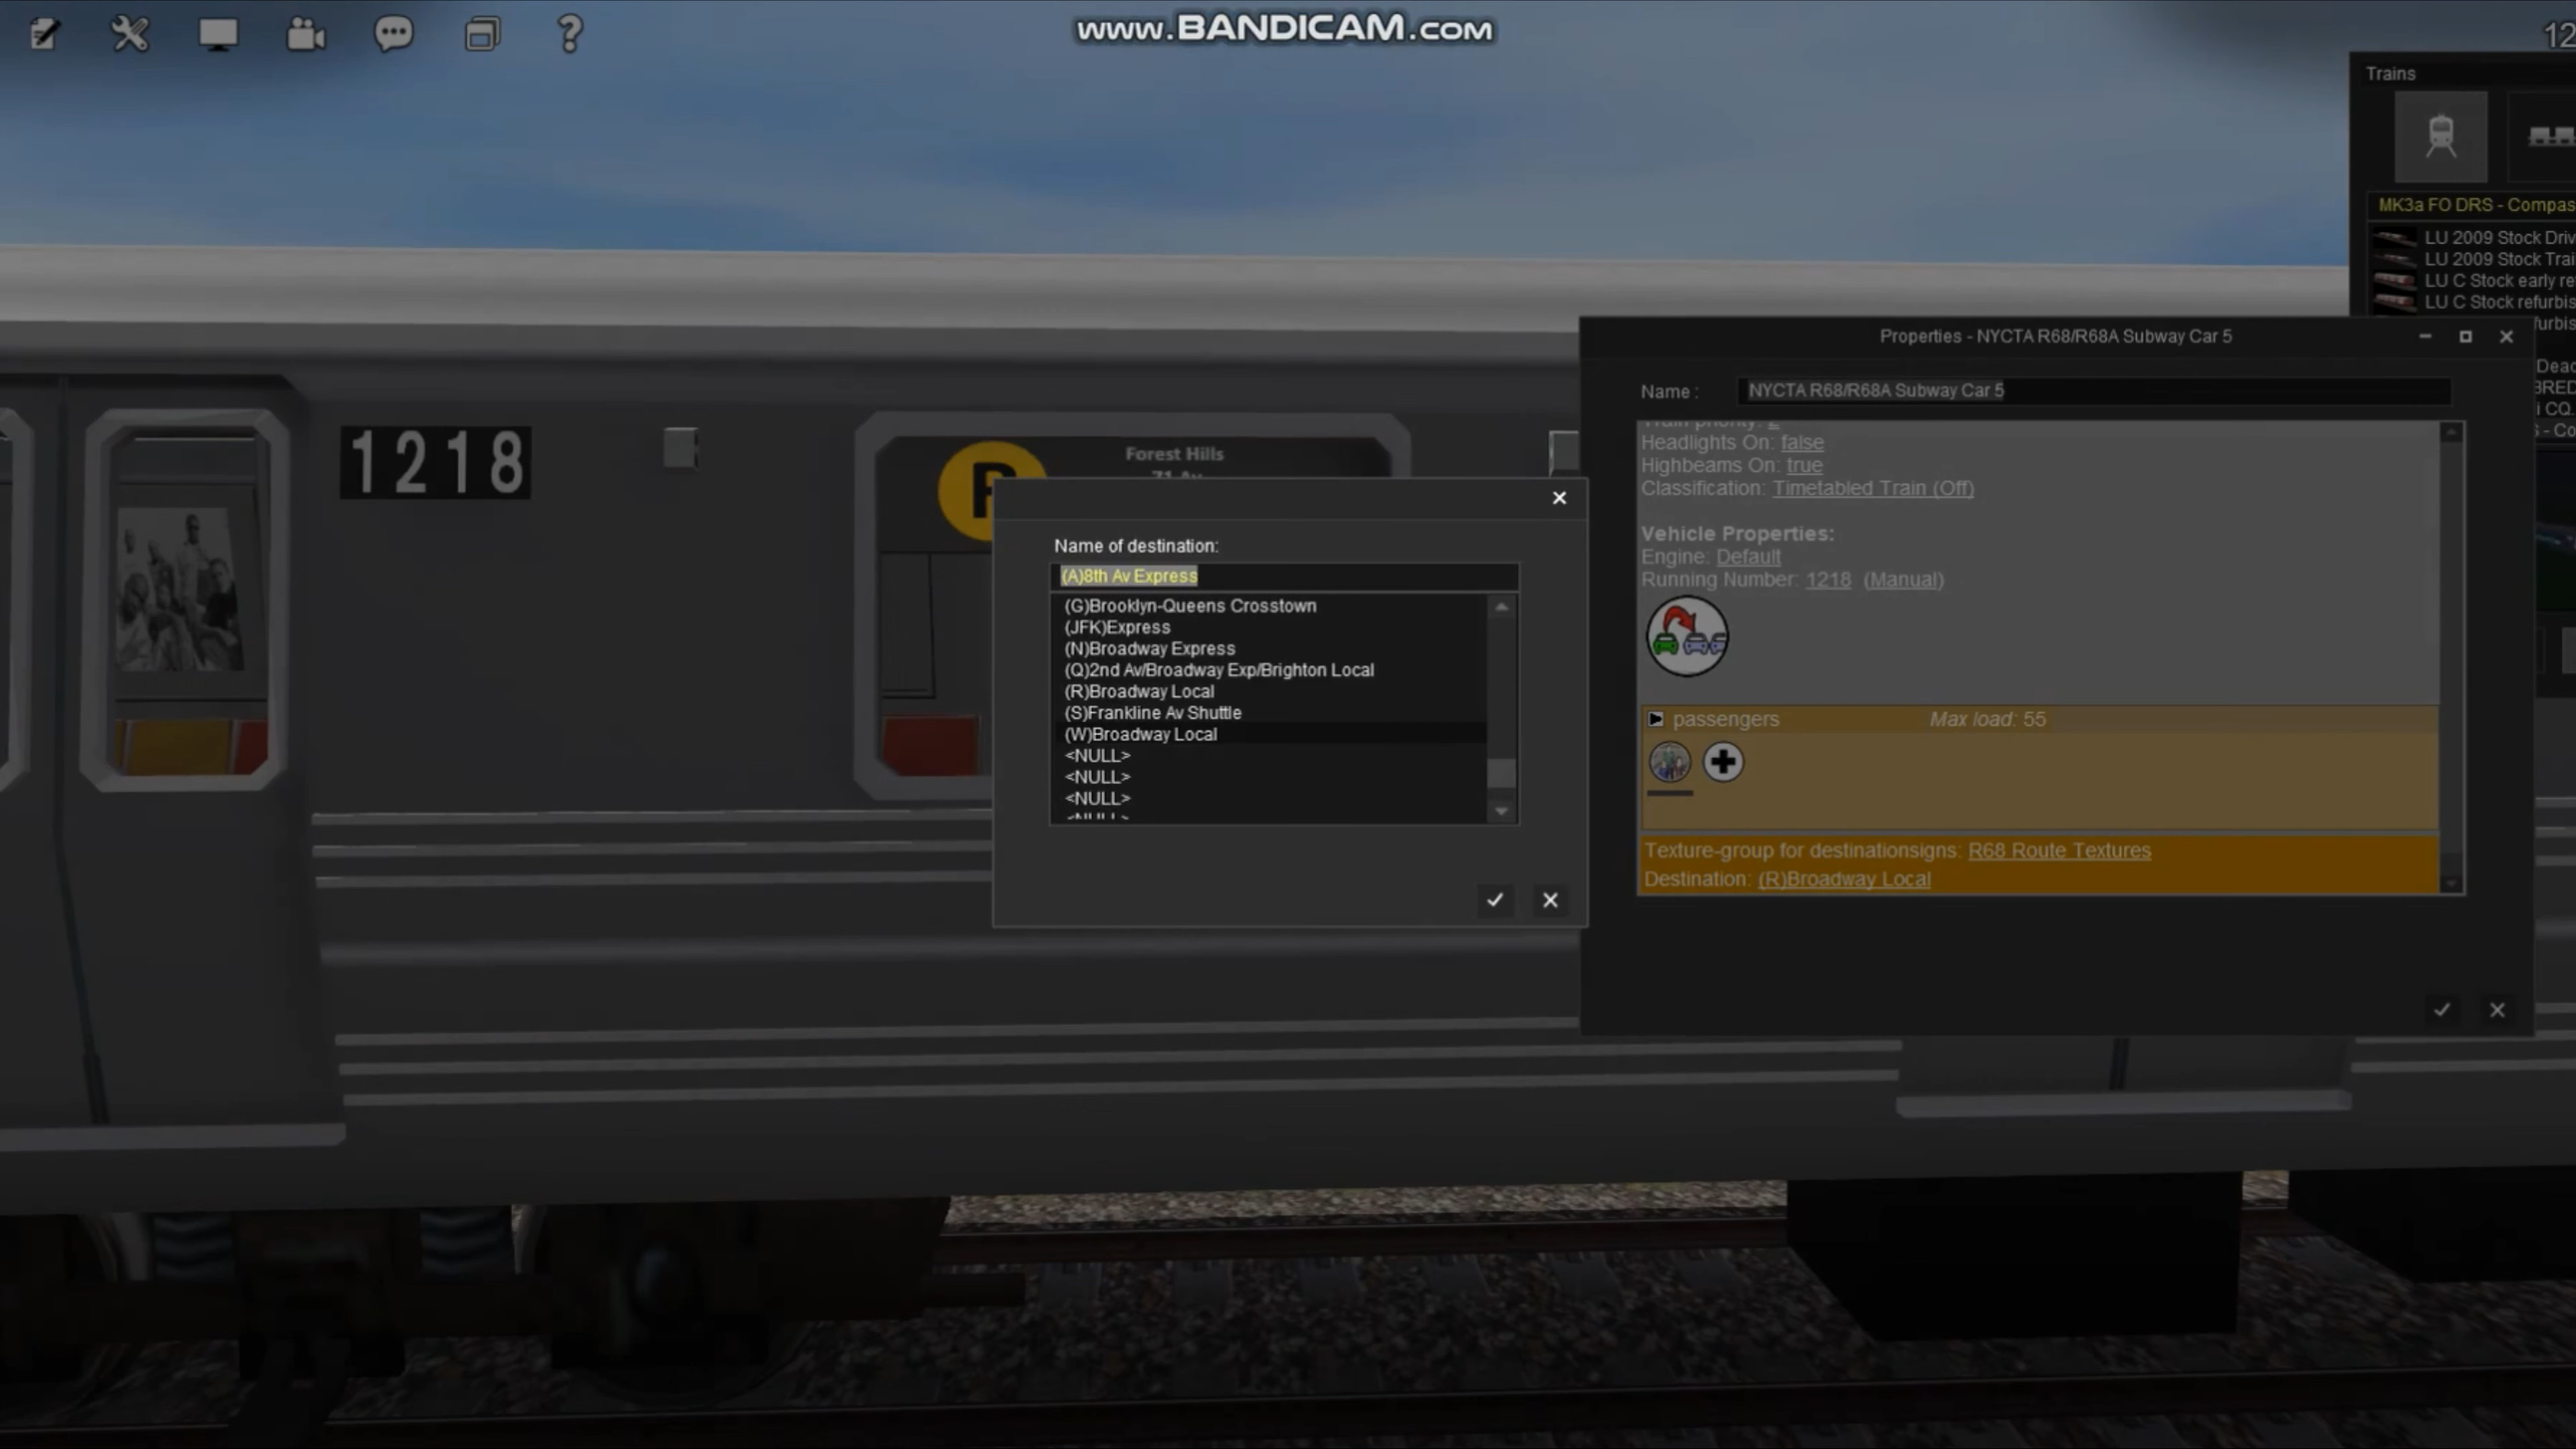 www.BANDICAM.com
12
Trains
MK3a FO DRS - Compas
LU 2009 Stock Driv
LU 2009 Stock Trai
LU C Stock early re
LU C Stock refurbis
Properties - NYCTA R68/R68A Subway Car 5
Name : NYCTA R68/R68A Subway Car 5
Headlights On: false
Highbeams On: true
Classification: Timetabled Train (Off)
Vehicle Properties:
Engine: Default
Running Number: 1218 (Manual)
passengers Max load: 55
Texture-group for destinationsigns: R68 Route Textures
Destination: (R)Broadway Local
1218
R
Forest Hills
71 Av
Name of destination:
(A)8th Av Express
(G)Brooklyn-Queens Crosstown
(JFK)Express
(N)Broadway Express
(Q)2nd Av/Broadway Exp/Brighton Local
(R)Broadway Local
(S)Frankline Av Shuttle
(W)Broadway Local
<NULL>
<NULL>
<NULL>
<NULL>